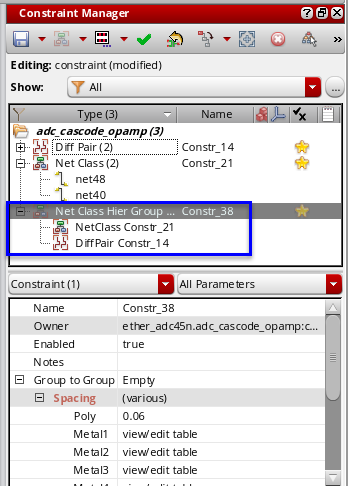 Constraint Manager
Editing: constraint (modified)
Show: All ...
Type (3) Name
adc_cascode_opamp (3)
Diff Pair (2) Constr_14
Net Class (2) Constr_21
net48
net40
Net Class Hier Group ... Constr_38
NetClass Constr_21
DiffPair Constr_14
Constraint (1) All Parameters
Name Constr_38
Owner ether_adc45n.adc_cascode_opamp:c...
Enabled true
Notes
Group to Group Empty
Spacing (various)
Poly 0.06
Metal1 view/edit table
Metal2 view/edit table
Metal3 view/edit table